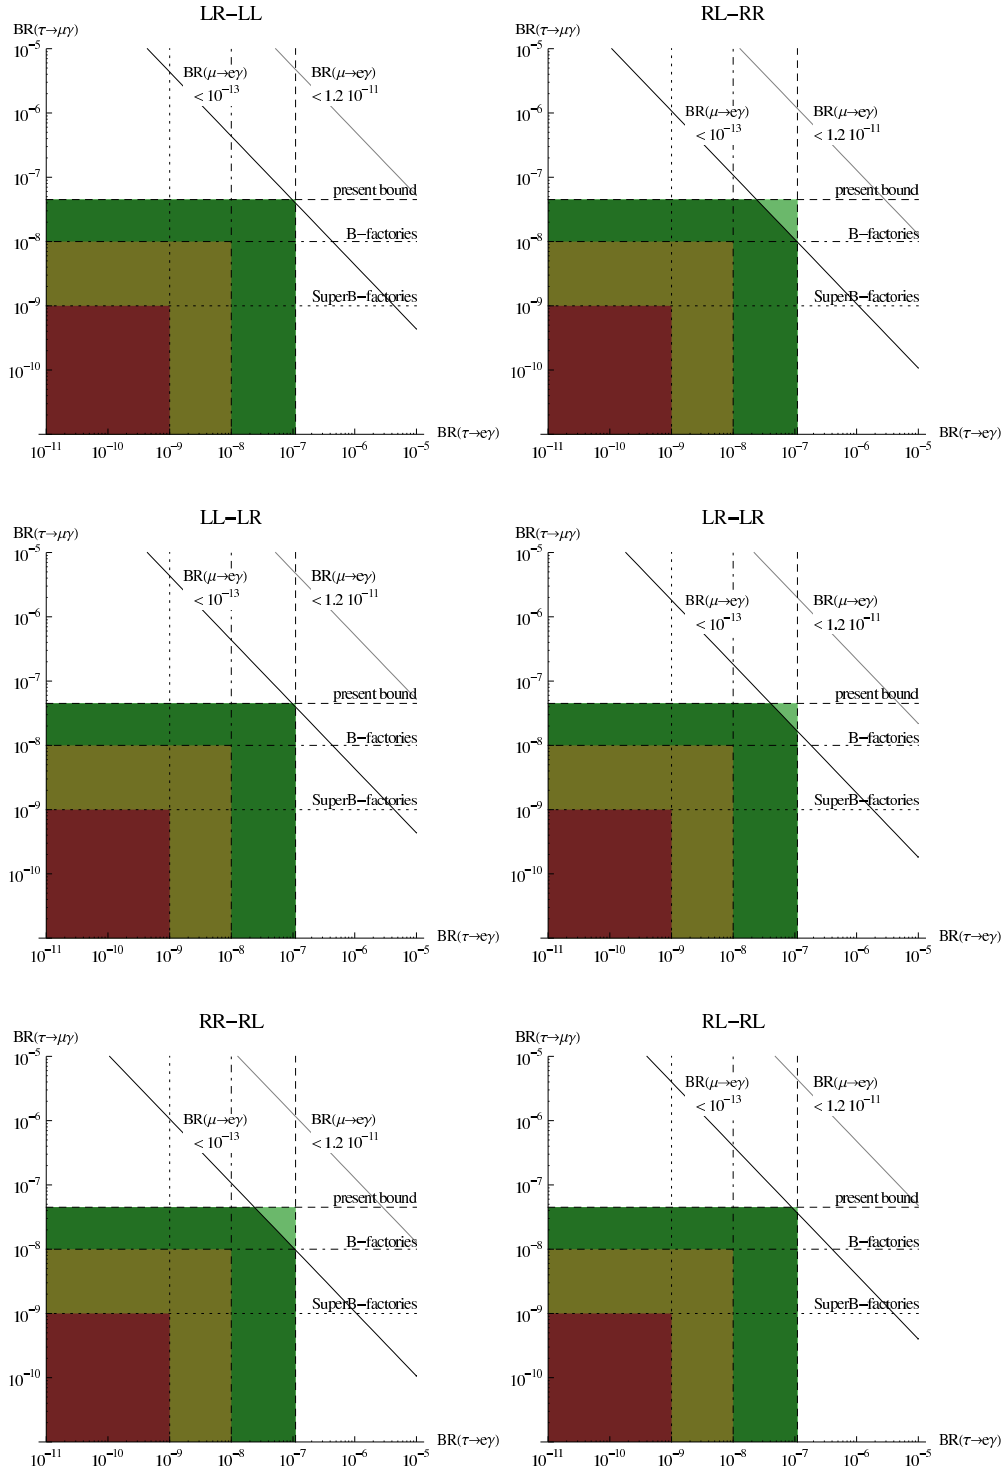 LR−LL
BR(τ→μγ)
10⁻⁵
10⁻⁶
10⁻⁷
10⁻⁸
10⁻⁹
10⁻¹⁰
BR(μ→eγ)
< 10⁻¹³
BR(μ→eγ)
< 1.2 10⁻¹¹
present bound
B−factories
SuperB−factories
10⁻¹¹ 10⁻¹⁰ 10⁻⁹ 10⁻⁸ 10⁻⁷ 10⁻⁶ 10⁻⁵
BR(τ→eγ)
RL−RR
BR(τ→μγ)
10⁻⁵
10⁻⁶
10⁻⁷
10⁻⁸
10⁻⁹
10⁻¹⁰
BR(μ→eγ)
< 10⁻¹³
BR(μ→eγ)
< 1.2 10⁻¹¹
present bound
B−factories
SuperB−factories
10⁻¹¹ 10⁻¹⁰ 10⁻⁹ 10⁻⁸ 10⁻⁷ 10⁻⁶ 10⁻⁵
BR(τ→eγ)
LL−LR
BR(τ→μγ)
10⁻⁵
10⁻⁶
10⁻⁷
10⁻⁸
10⁻⁹
10⁻¹⁰
BR(μ→eγ)
< 10⁻¹³
BR(μ→eγ)
< 1.2 10⁻¹¹
present bound
B−factories
SuperB−factories
10⁻¹¹ 10⁻¹⁰ 10⁻⁹ 10⁻⁸ 10⁻⁷ 10⁻⁶ 10⁻⁵
BR(τ→eγ)
LR−LR
BR(τ→μγ)
10⁻⁵
10⁻⁶
10⁻⁷
10⁻⁸
10⁻⁹
10⁻¹⁰
BR(μ→eγ)
< 10⁻¹³
BR(μ→eγ)
< 1.2 10⁻¹¹
present bound
B−factories
SuperB−factories
10⁻¹¹ 10⁻¹⁰ 10⁻⁹ 10⁻⁸ 10⁻⁷ 10⁻⁶ 10⁻⁵
BR(τ→eγ)
RR−RL
BR(τ→μγ)
10⁻⁵
10⁻⁶
10⁻⁷
10⁻⁸
10⁻⁹
10⁻¹⁰
BR(μ→eγ)
< 10⁻¹³
BR(μ→eγ)
< 1.2 10⁻¹¹
present bound
B−factories
SuperB−factories
10⁻¹¹ 10⁻¹⁰ 10⁻⁹ 10⁻⁸ 10⁻⁷ 10⁻⁶ 10⁻⁵
BR(τ→eγ)
RL−RL
BR(τ→μγ)
10⁻⁵
10⁻⁶
10⁻⁷
10⁻⁸
10⁻⁹
10⁻¹⁰
BR(μ→eγ)
< 10⁻¹³
BR(μ→eγ)
< 1.2 10⁻¹¹
present bound
B−factories
SuperB−factories
10⁻¹¹ 10⁻¹⁰ 10⁻⁹ 10⁻⁸ 10⁻⁷ 10⁻⁶ 10⁻⁵
BR(τ→eγ)